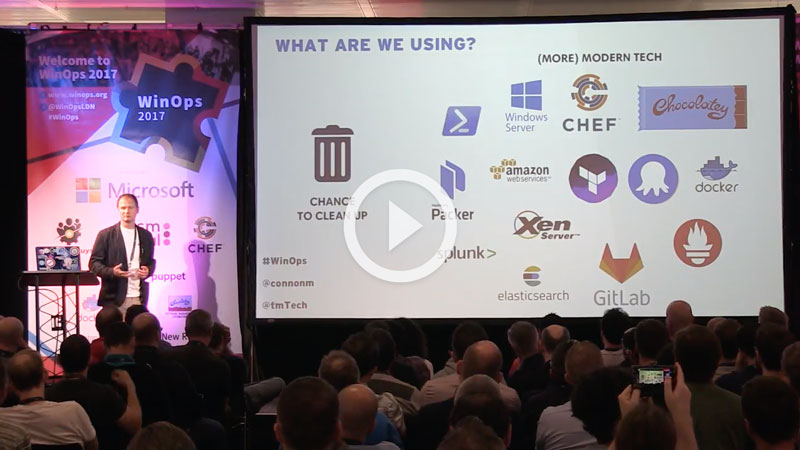 Welcome to
WinOps 2017
www.winops.org
@WinOpsLDN
#WinOps
WinOps
2017
Microsoft
CHEF
puppet
docke
New R
WHAT ARE WE USING?
(MORE) MODERN TECH
Windows
Server
CHEF
Chocolatey
CHANCE
TO CLEAN UP
Packer
amazon
webservices
docker
splunk>
Xen
Server
elasticsearch
GitLab
#WinOps
@connonm
@tmTech